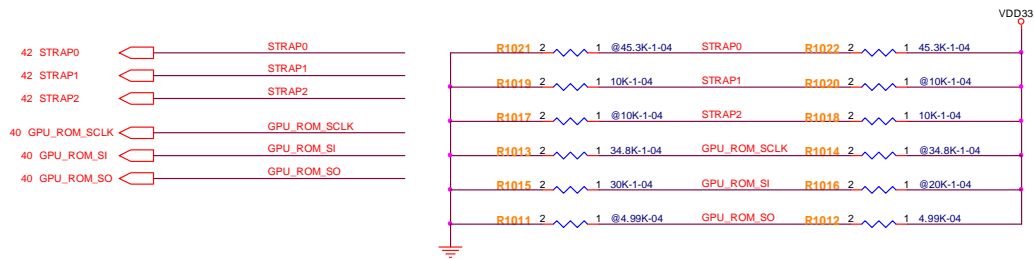 VDD33
42 STRAP0 STRAP0 R1021 2 1 @45.3K-1-04 STRAP0 R1022 2 1 45.3K-1-04
42 STRAP1 STRAP1 R1019 2 1 10K-1-04 STRAP1 R1020 2 1 @10K-1-04
42 STRAP2 STRAP2 R1017 2 1 @10K-1-04 STRAP2 R1018 2 1 10K-1-04
40 GPU_ROM_SCLK GPU_ROM_SCLK R1013 2 1 34.8K-1-04 GPU_ROM_SCLK R1014 2 1 @34.8K-1-04
40 GPU_ROM_SI GPU_ROM_SI R1015 2 1 30K-1-04 GPU_ROM_SI R1016 2 1 @20K-1-04
40 GPU_ROM_SO GPU_ROM_SO R1011 2 1 @4.99K-04 GPU_ROM_SO R1012 2 1 4.99K-04